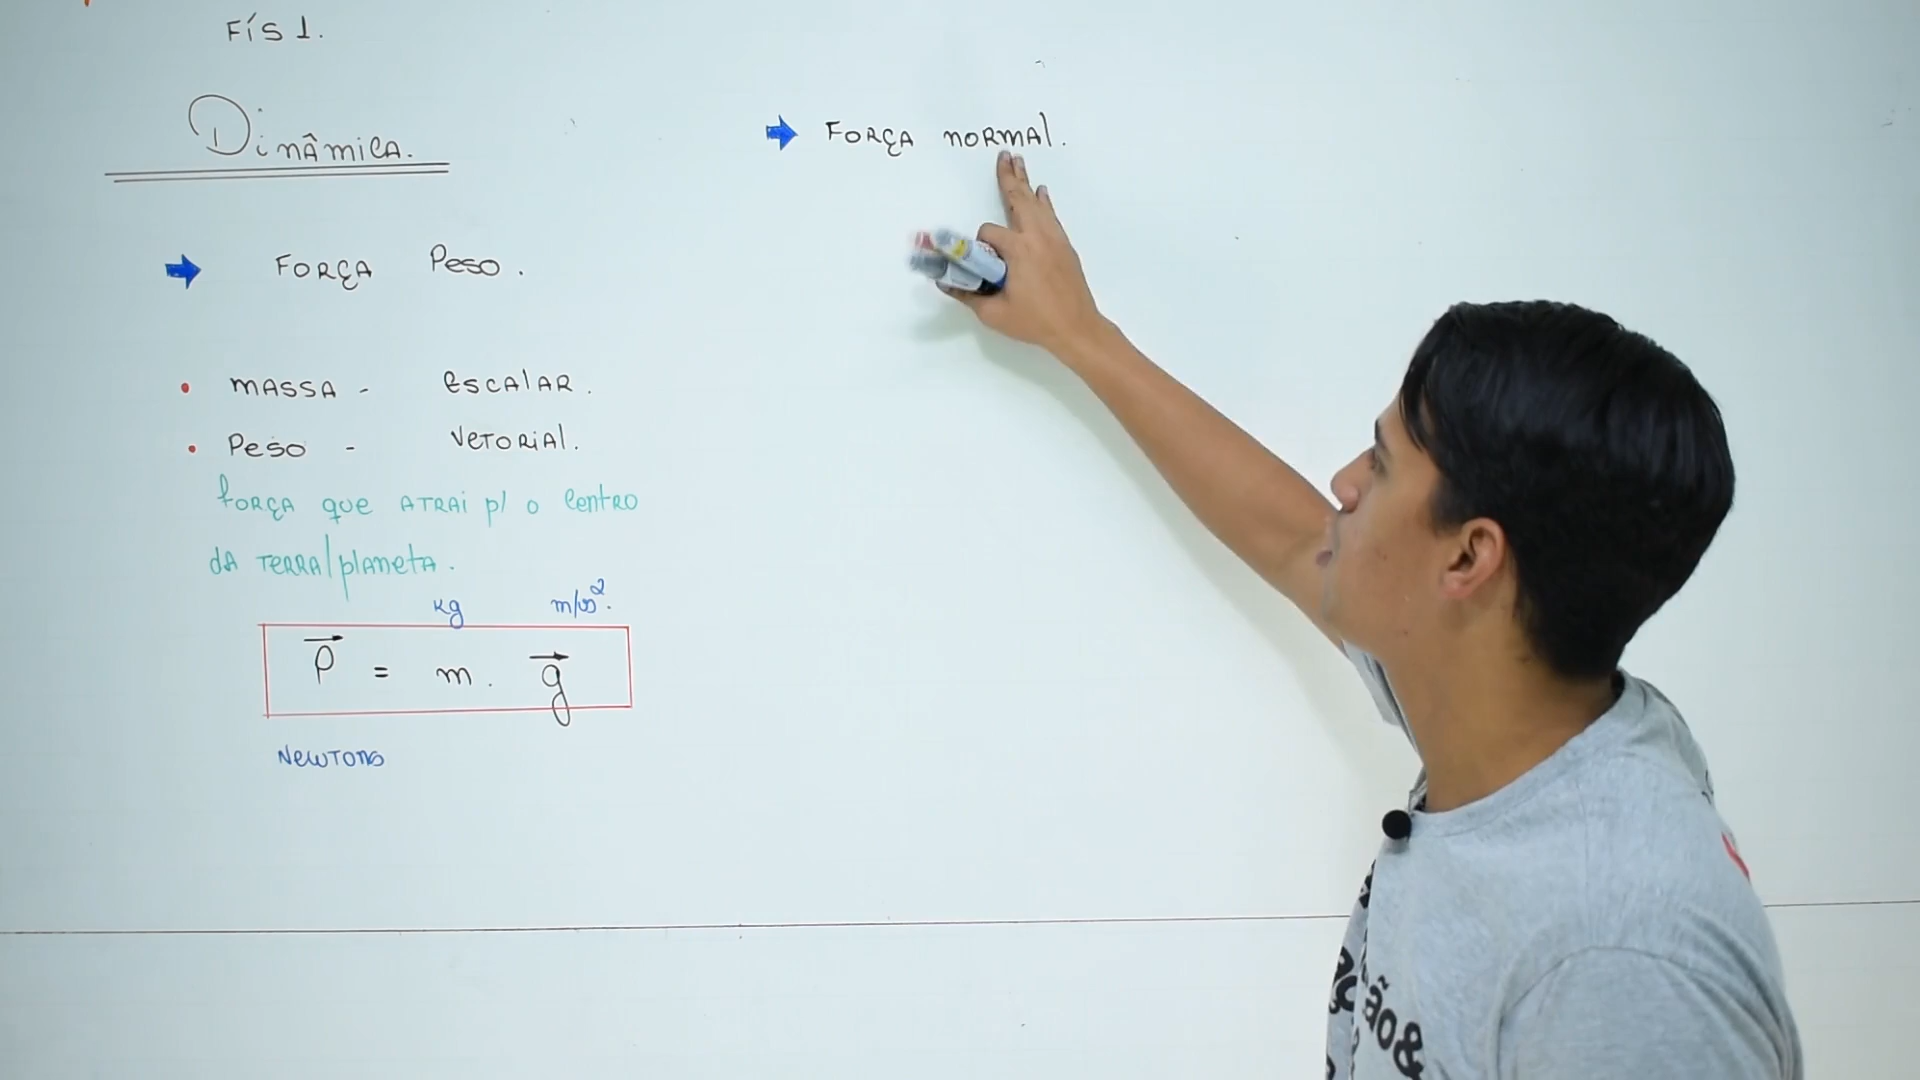 FÍS 1.
Dinâmica.
FORÇA Peso.
• MASSA - escalar.
• Peso - Vetorial.
força que atrai p/ o centro
da terra/planeta.
kg m/s².
P = m . g
Newtons
FORÇA normal.
ão&